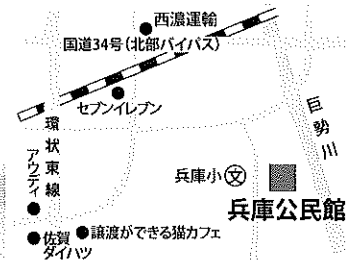 西濃運輸
国道34号(北部バイパス)
セブンイレブン
環状東線
巨勢川
アウティ
兵庫小
文
兵庫公民館
佐賀
ダイハツ
譲渡ができる猫カフェ